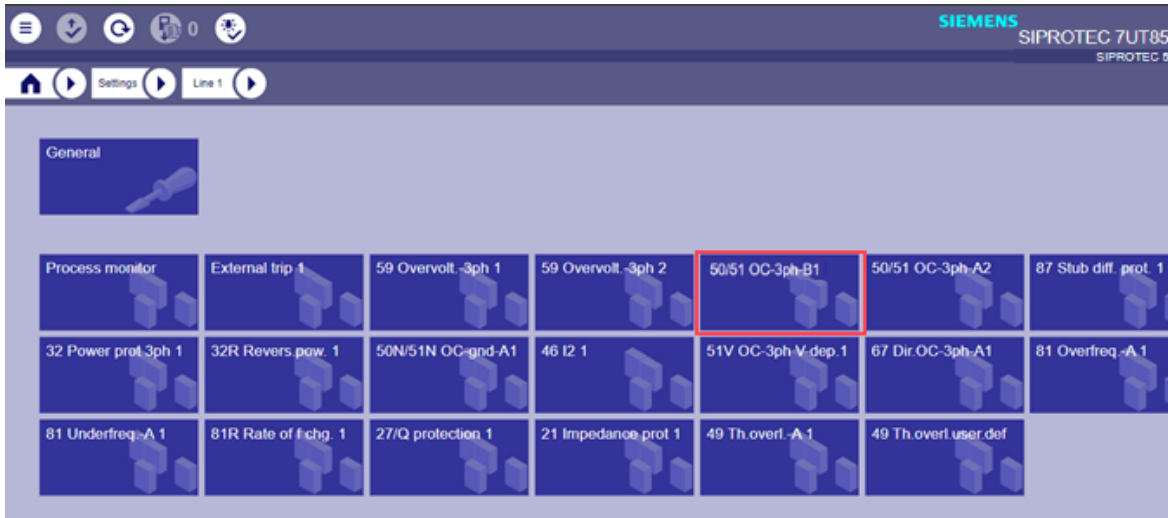 0
SIEMENS
SIPROTEC 7UT85
SIPROTEC 5
Settings
Line 1
General
Process monitor
External trip 1
59 Overvolt.-3ph 1
59 Overvolt.-3ph 2
50/51 OC-3ph-B1
50/51 OC-3ph-A2
87 Stub diff. prot. 1
32 Power prot 3ph 1
32R Revers.pow. 1
50N/51N OC-gnd-A1
46 I2 1
51V OC-3ph V-dep.1
67 Dir.OC-3ph-A1
81 Overfreq.-A 1
81 Underfreq.-A 1
81R Rate of f chg. 1
27/Q protection 1
21 Impedance prot 1
49 Th.overl.-A 1
49 Th.overl.user.def